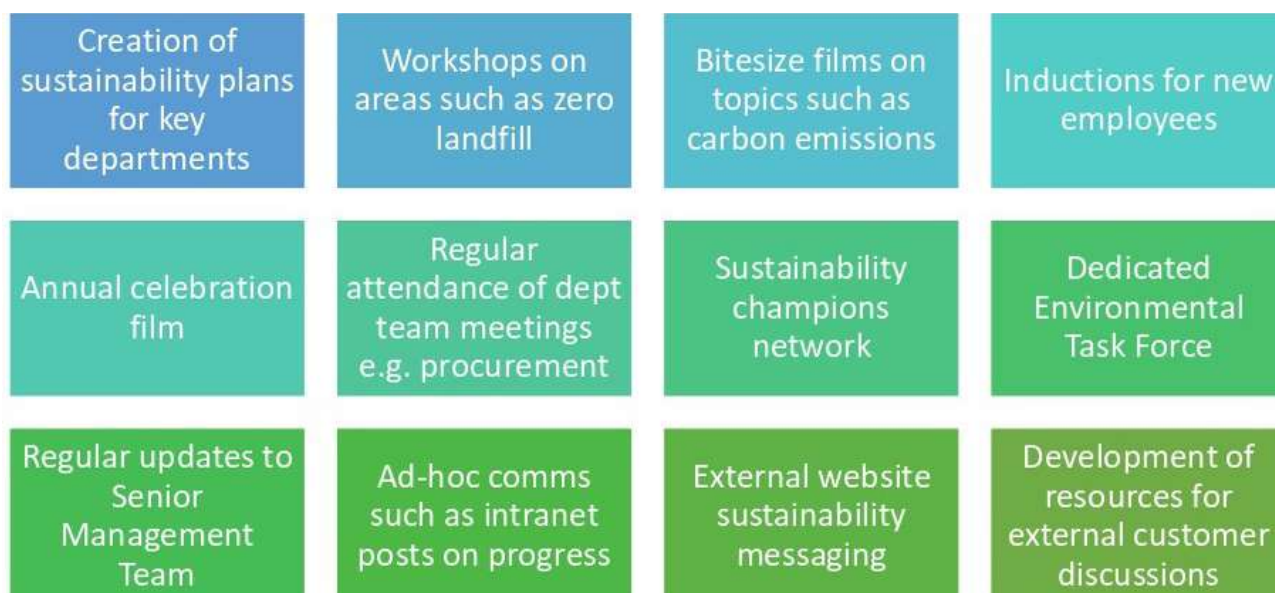 Creation of
sustainability plans
for key
departments
Workshops on
areas such as zero
landfill
Bitesize films on
topics such as
carbon emissions
Inductions for new
employees
Annual celebration
film
Regular
attendance of dept
team meetings
e.g. procurement
Sustainability
champions
network
Dedicated
Environmental
Task Force
Regular updates to
Senior
Management
Team
Ad-hoc comms
such as intranet
posts on progress
External website
sustainability
messaging
Development of
resources for
external customer
discussions